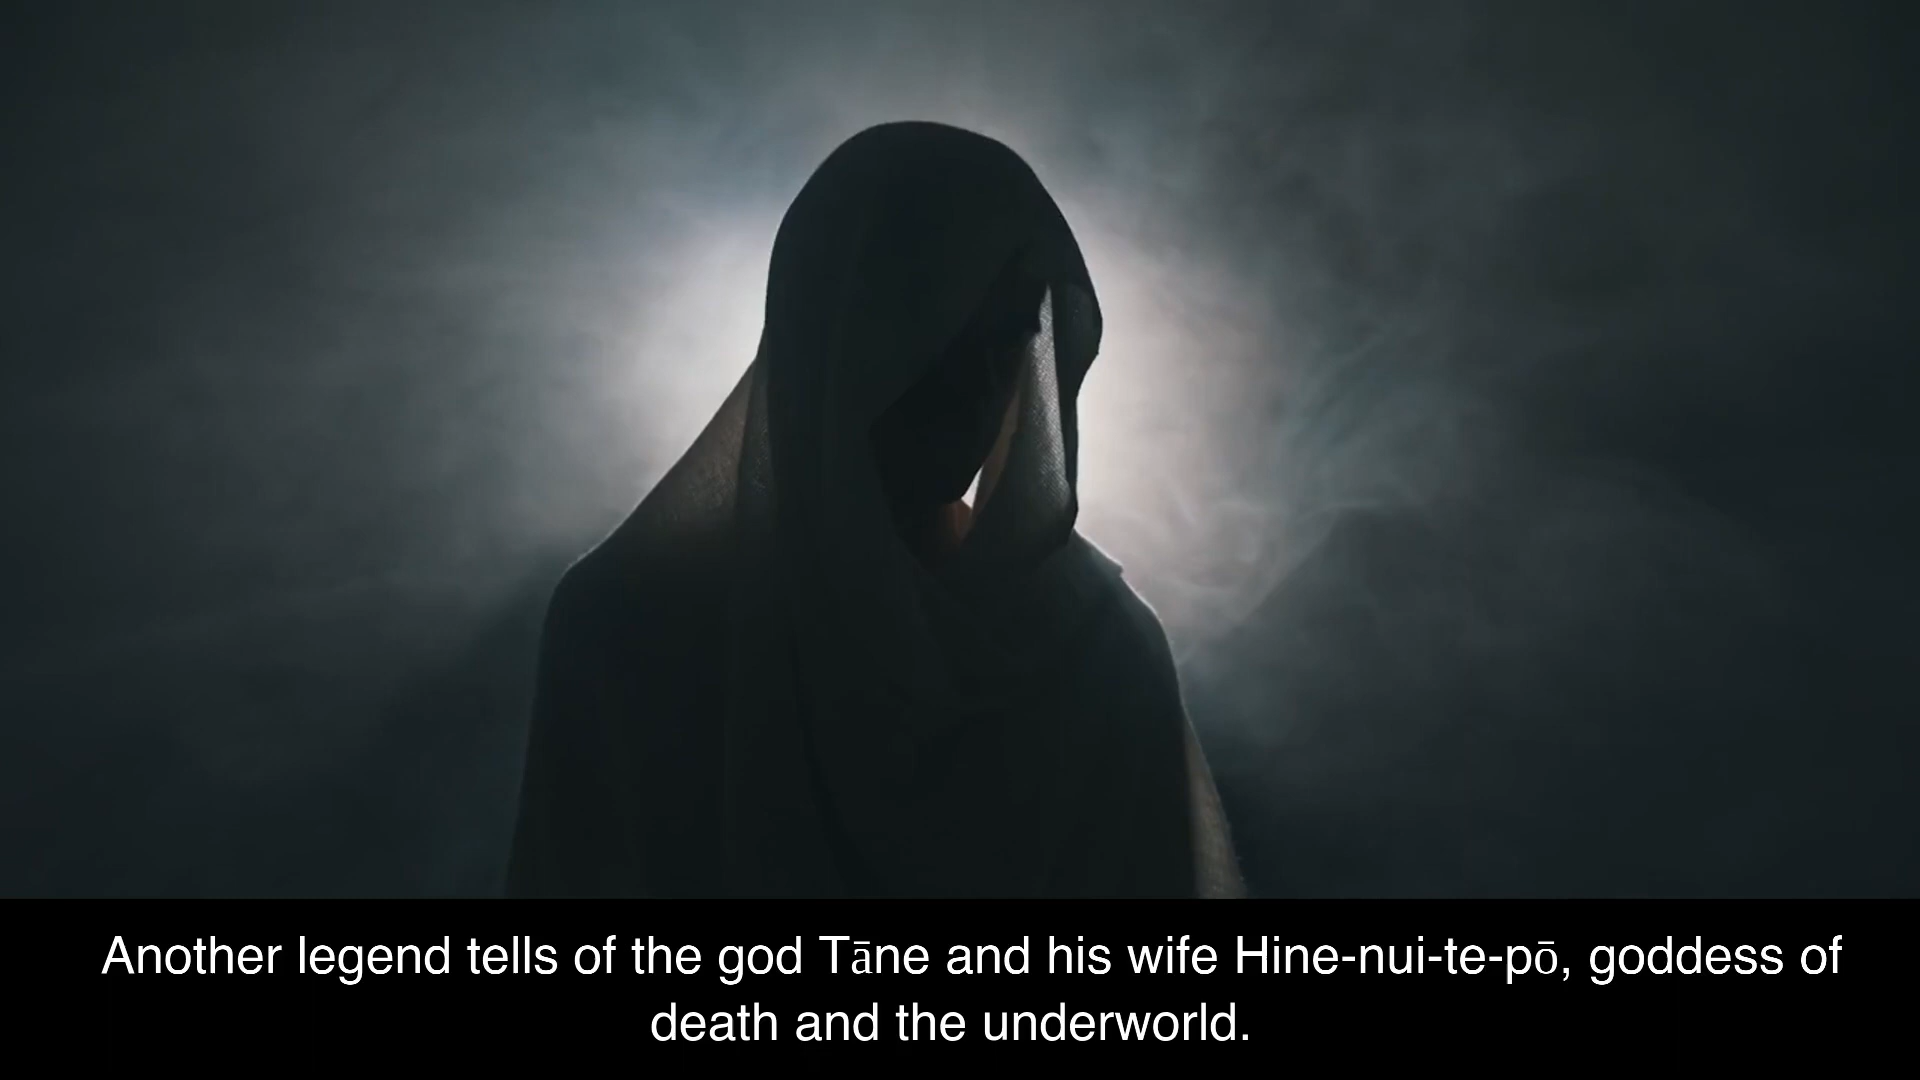 Another legend tells of the god Tāne and his wife Hine-nui-te-pō, goddess of
death and the underworld.